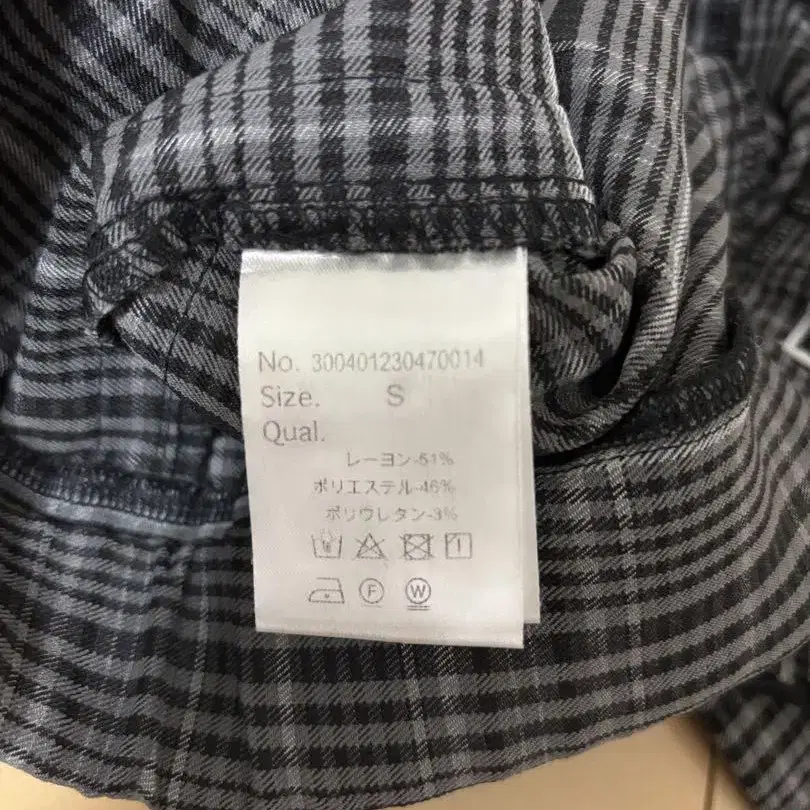 No. 300401230470014
Size. S
Qual.
レーヨン-51%
ポリエステル-46%
ポリウレタン-3%
F W